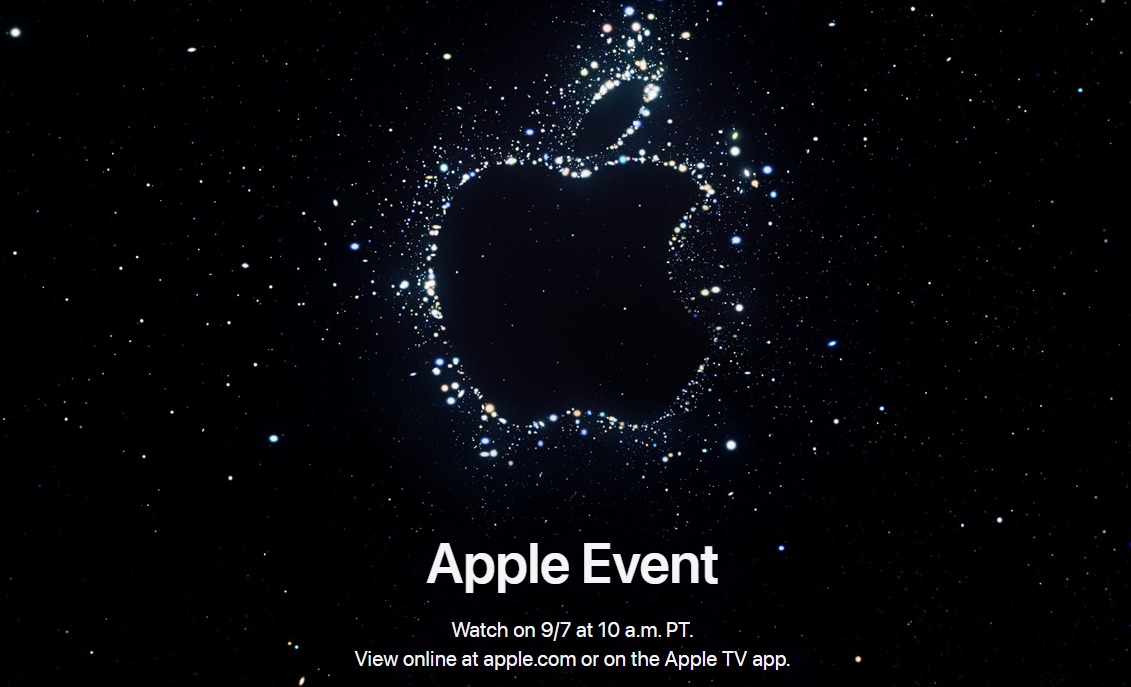 Apple Event
Watch on 9/7 at 10 a.m. PT.
View online at apple.com or on the Apple TV app.